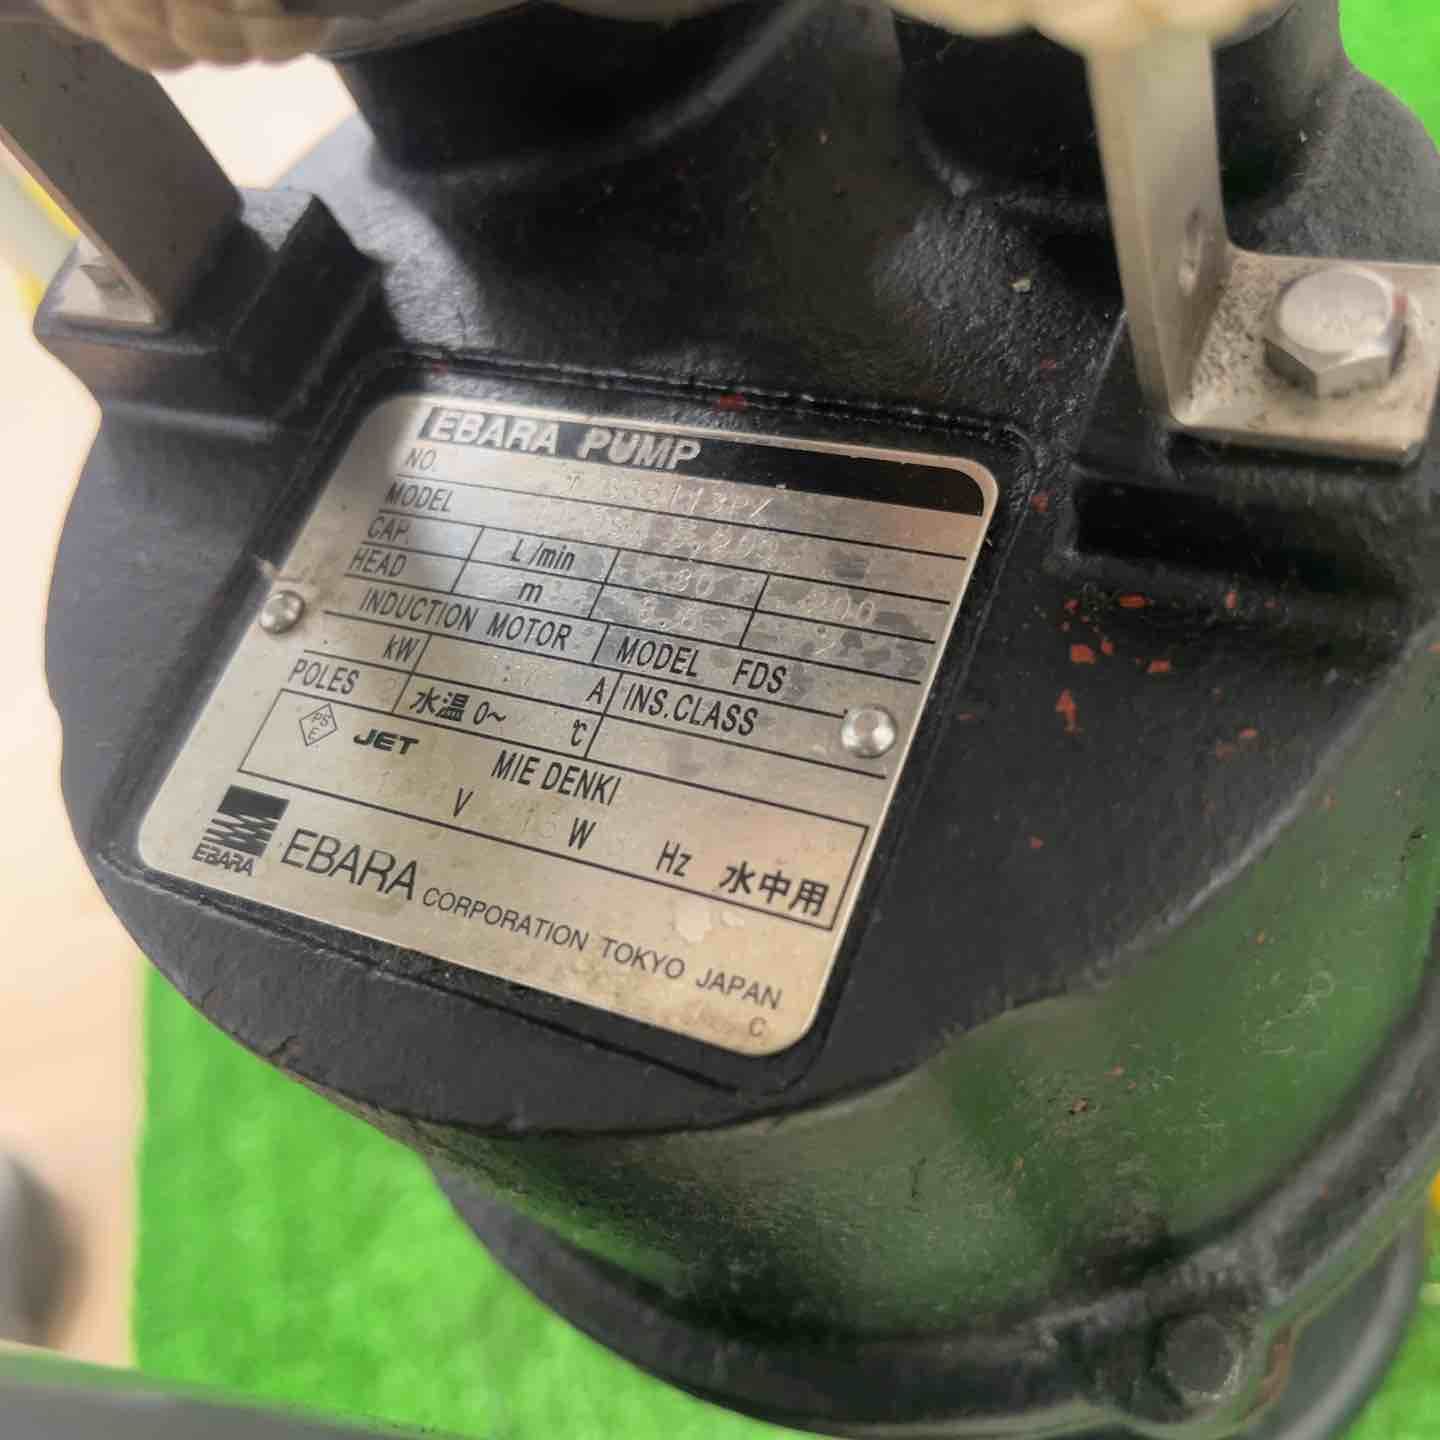 EBARA PUMP
NO.
MODEL
CAP. L/min
HEAD m
INDUCTION MOTOR MODEL FDS
kW A INS.CLASS
POLES 水温 0~ ℃
PS E JET MIE DENKI
V W Hz 水中用
EBARA EBARA CORPORATION TOKYO JAPAN
C